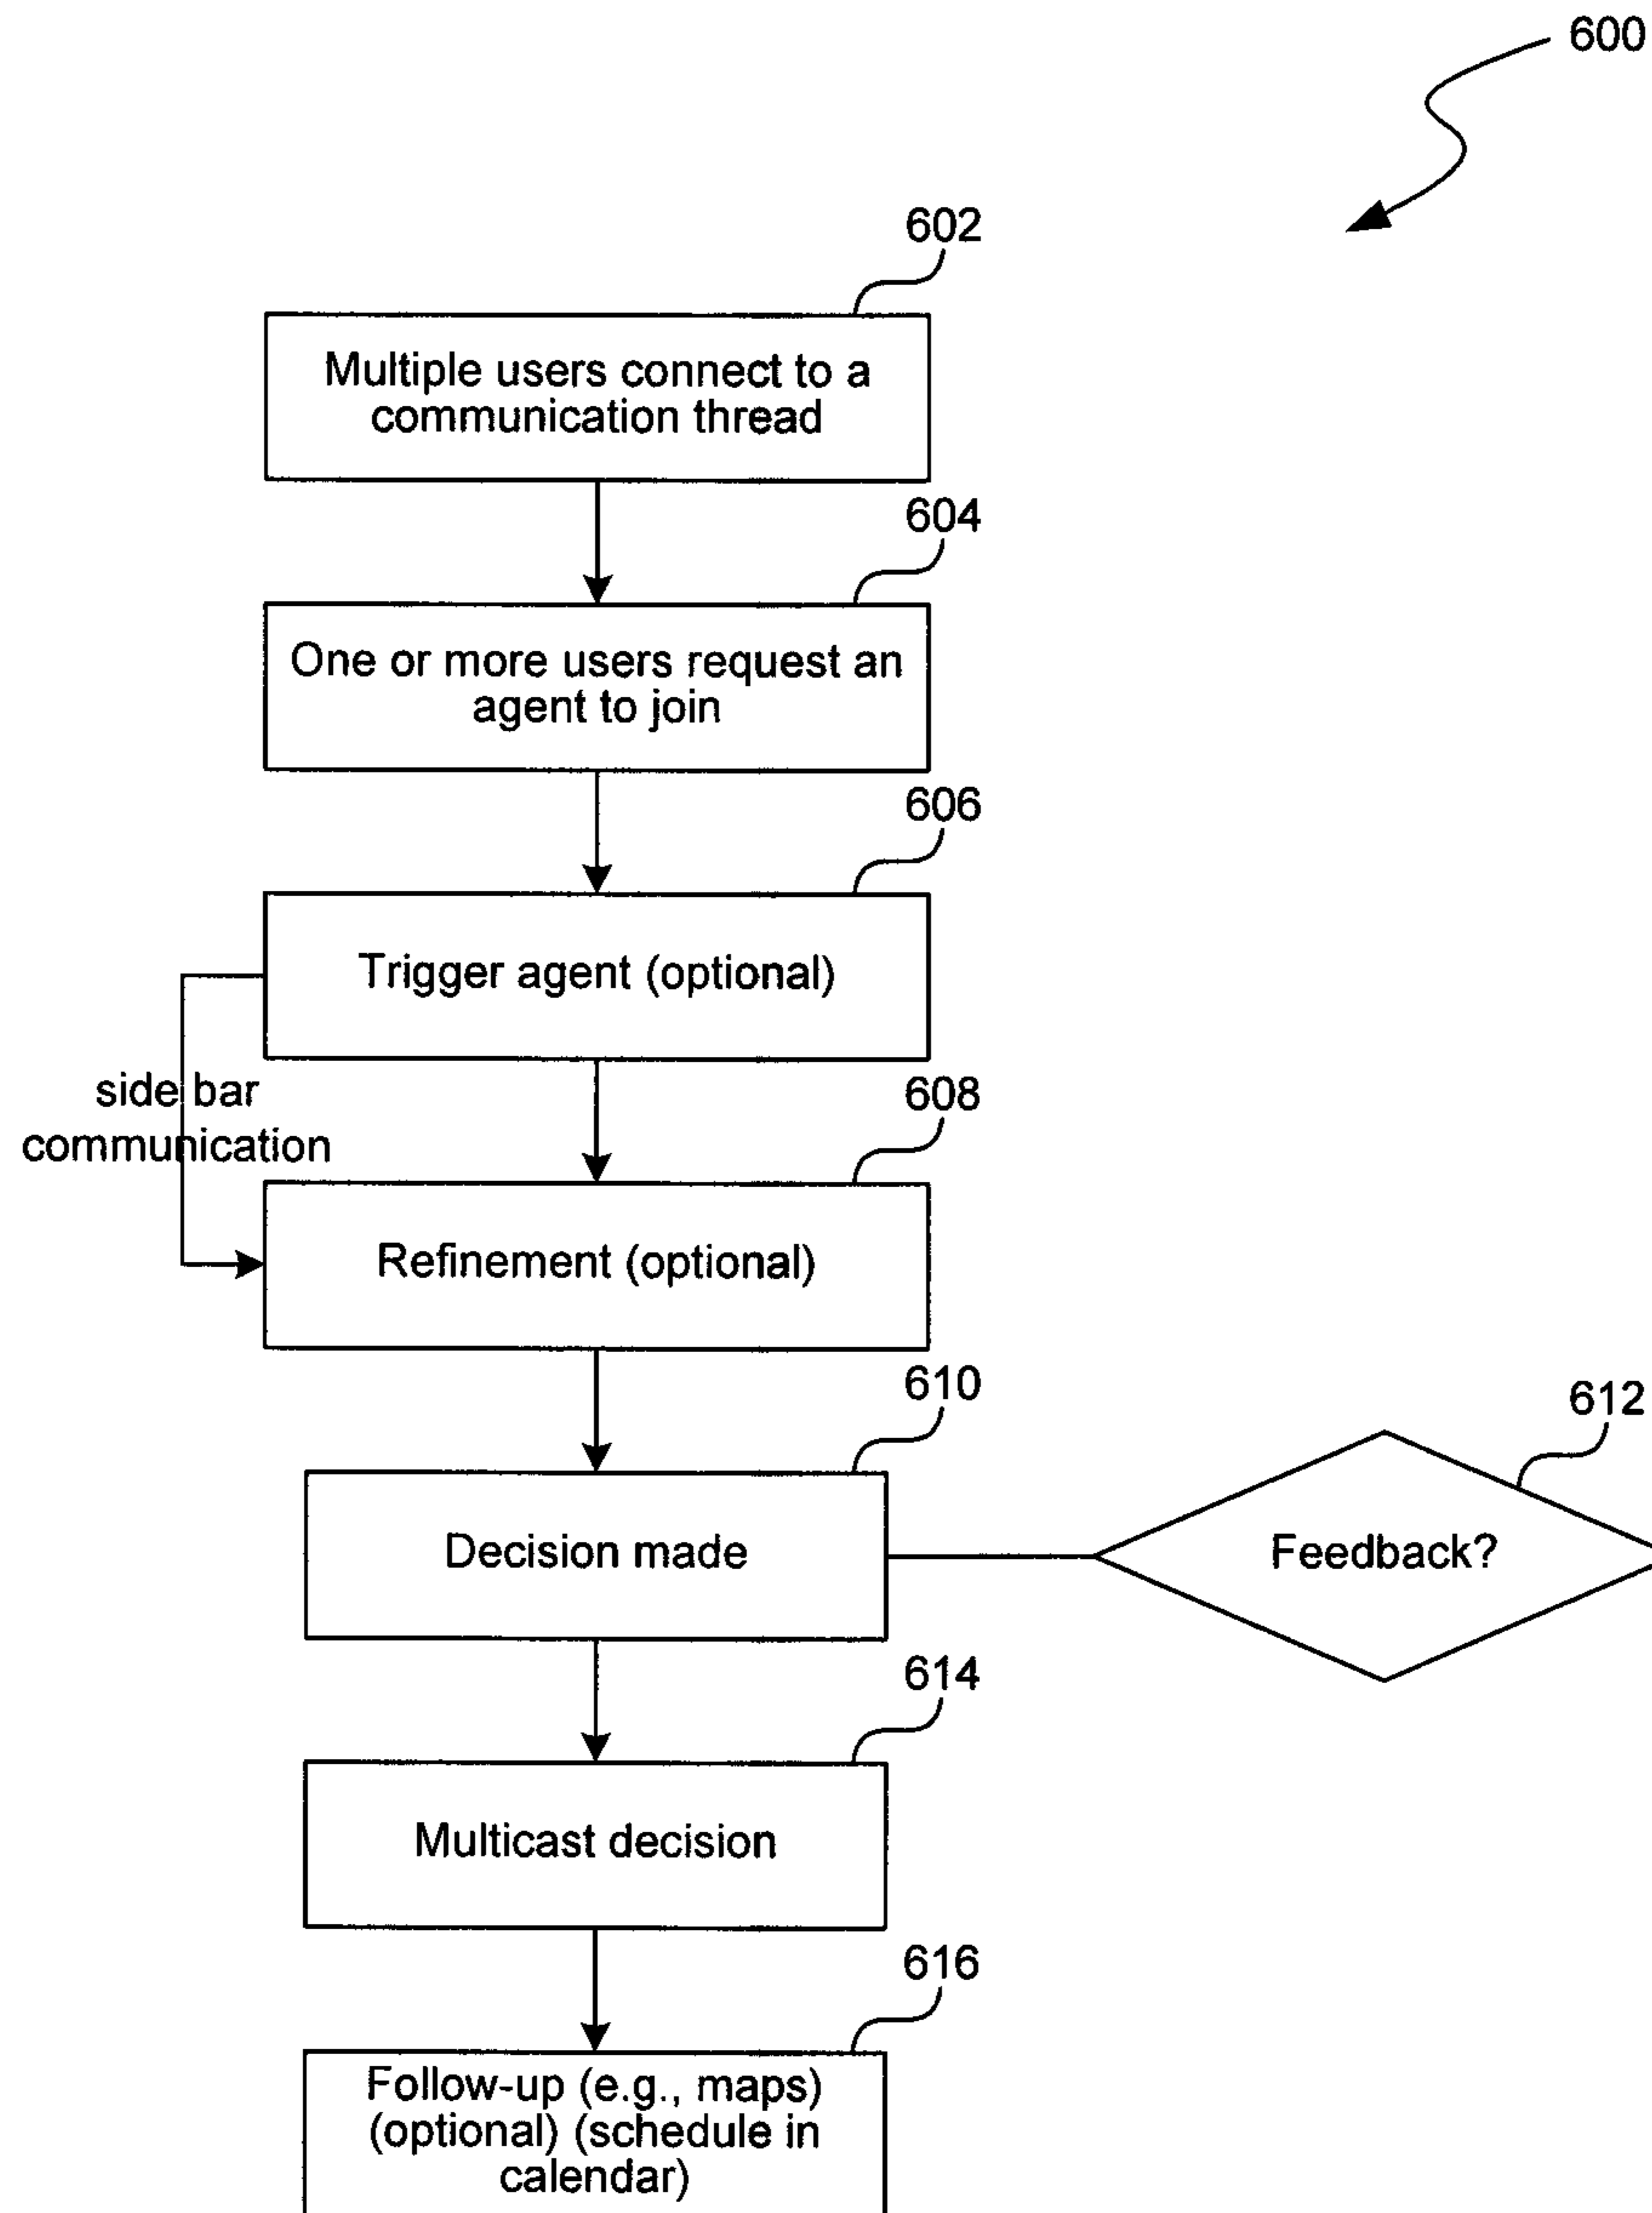 600
602
Multiple users connect to a
communication thread
604
One or more users request an
agent to join
606
Trigger agent (optional)
side bar
communication
608
Refinement (optional)
610
Decision made
612
Feedback?
614
Multicast decision
616
Follow-up (e.g., maps)
(optional) (schedule in
calendar)